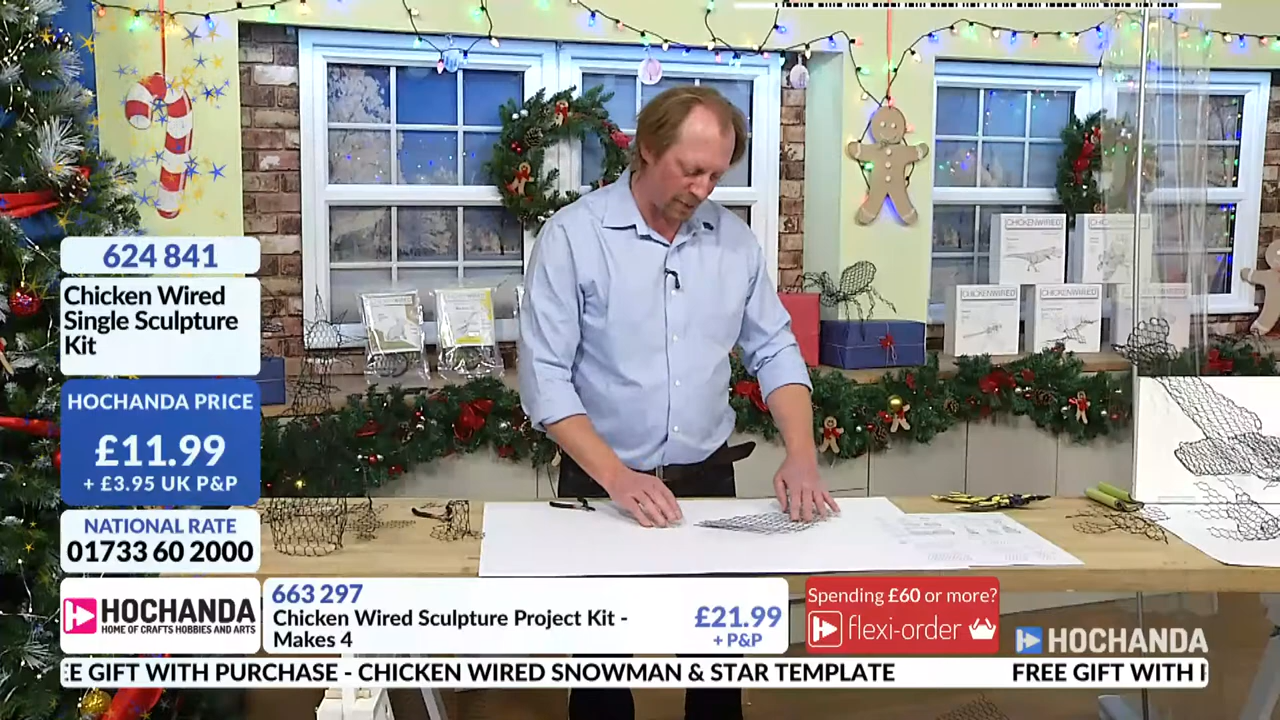 CHICKENWIRED
CHICKENWIRED
CHICKENWIRED
CHICKENWIRED
CHICKENWIRED
624 841
Chicken Wired
Single Sculpture
Kit
HOCHANDA PRICE
£11.99
+ £3.95 UK P&P
NATIONAL RATE
01733 60 2000
HOCHANDA
HOME OF CRAFTS HOBBIES AND ARTS
663 297
Chicken Wired Sculpture Project Kit -
Makes 4
£21.99
+ P&P
Spending £60 or more?
flexi-order
HOCHANDA
E GIFT WITH PURCHASE - CHICKEN WIRED SNOWMAN & STAR TEMPLATE FREE GIFT WITH